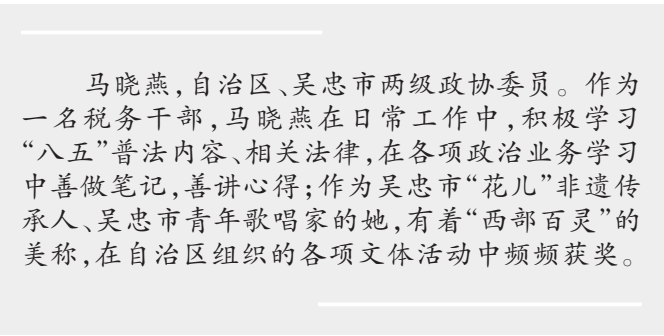 马晓燕,自治区、吴忠市两级政协委员。作为
一名税务干部,马晓燕在日常工作中,积极学习
“八五”普法内容、相关法律,在各项政治业务学习
中善做笔记,善讲心得;作为吴忠市“花儿”非遗传
承人、吴忠市青年歌唱家的她,有着“西部百灵”的
美称,在自治区组织的各项文体活动中频频获奖。